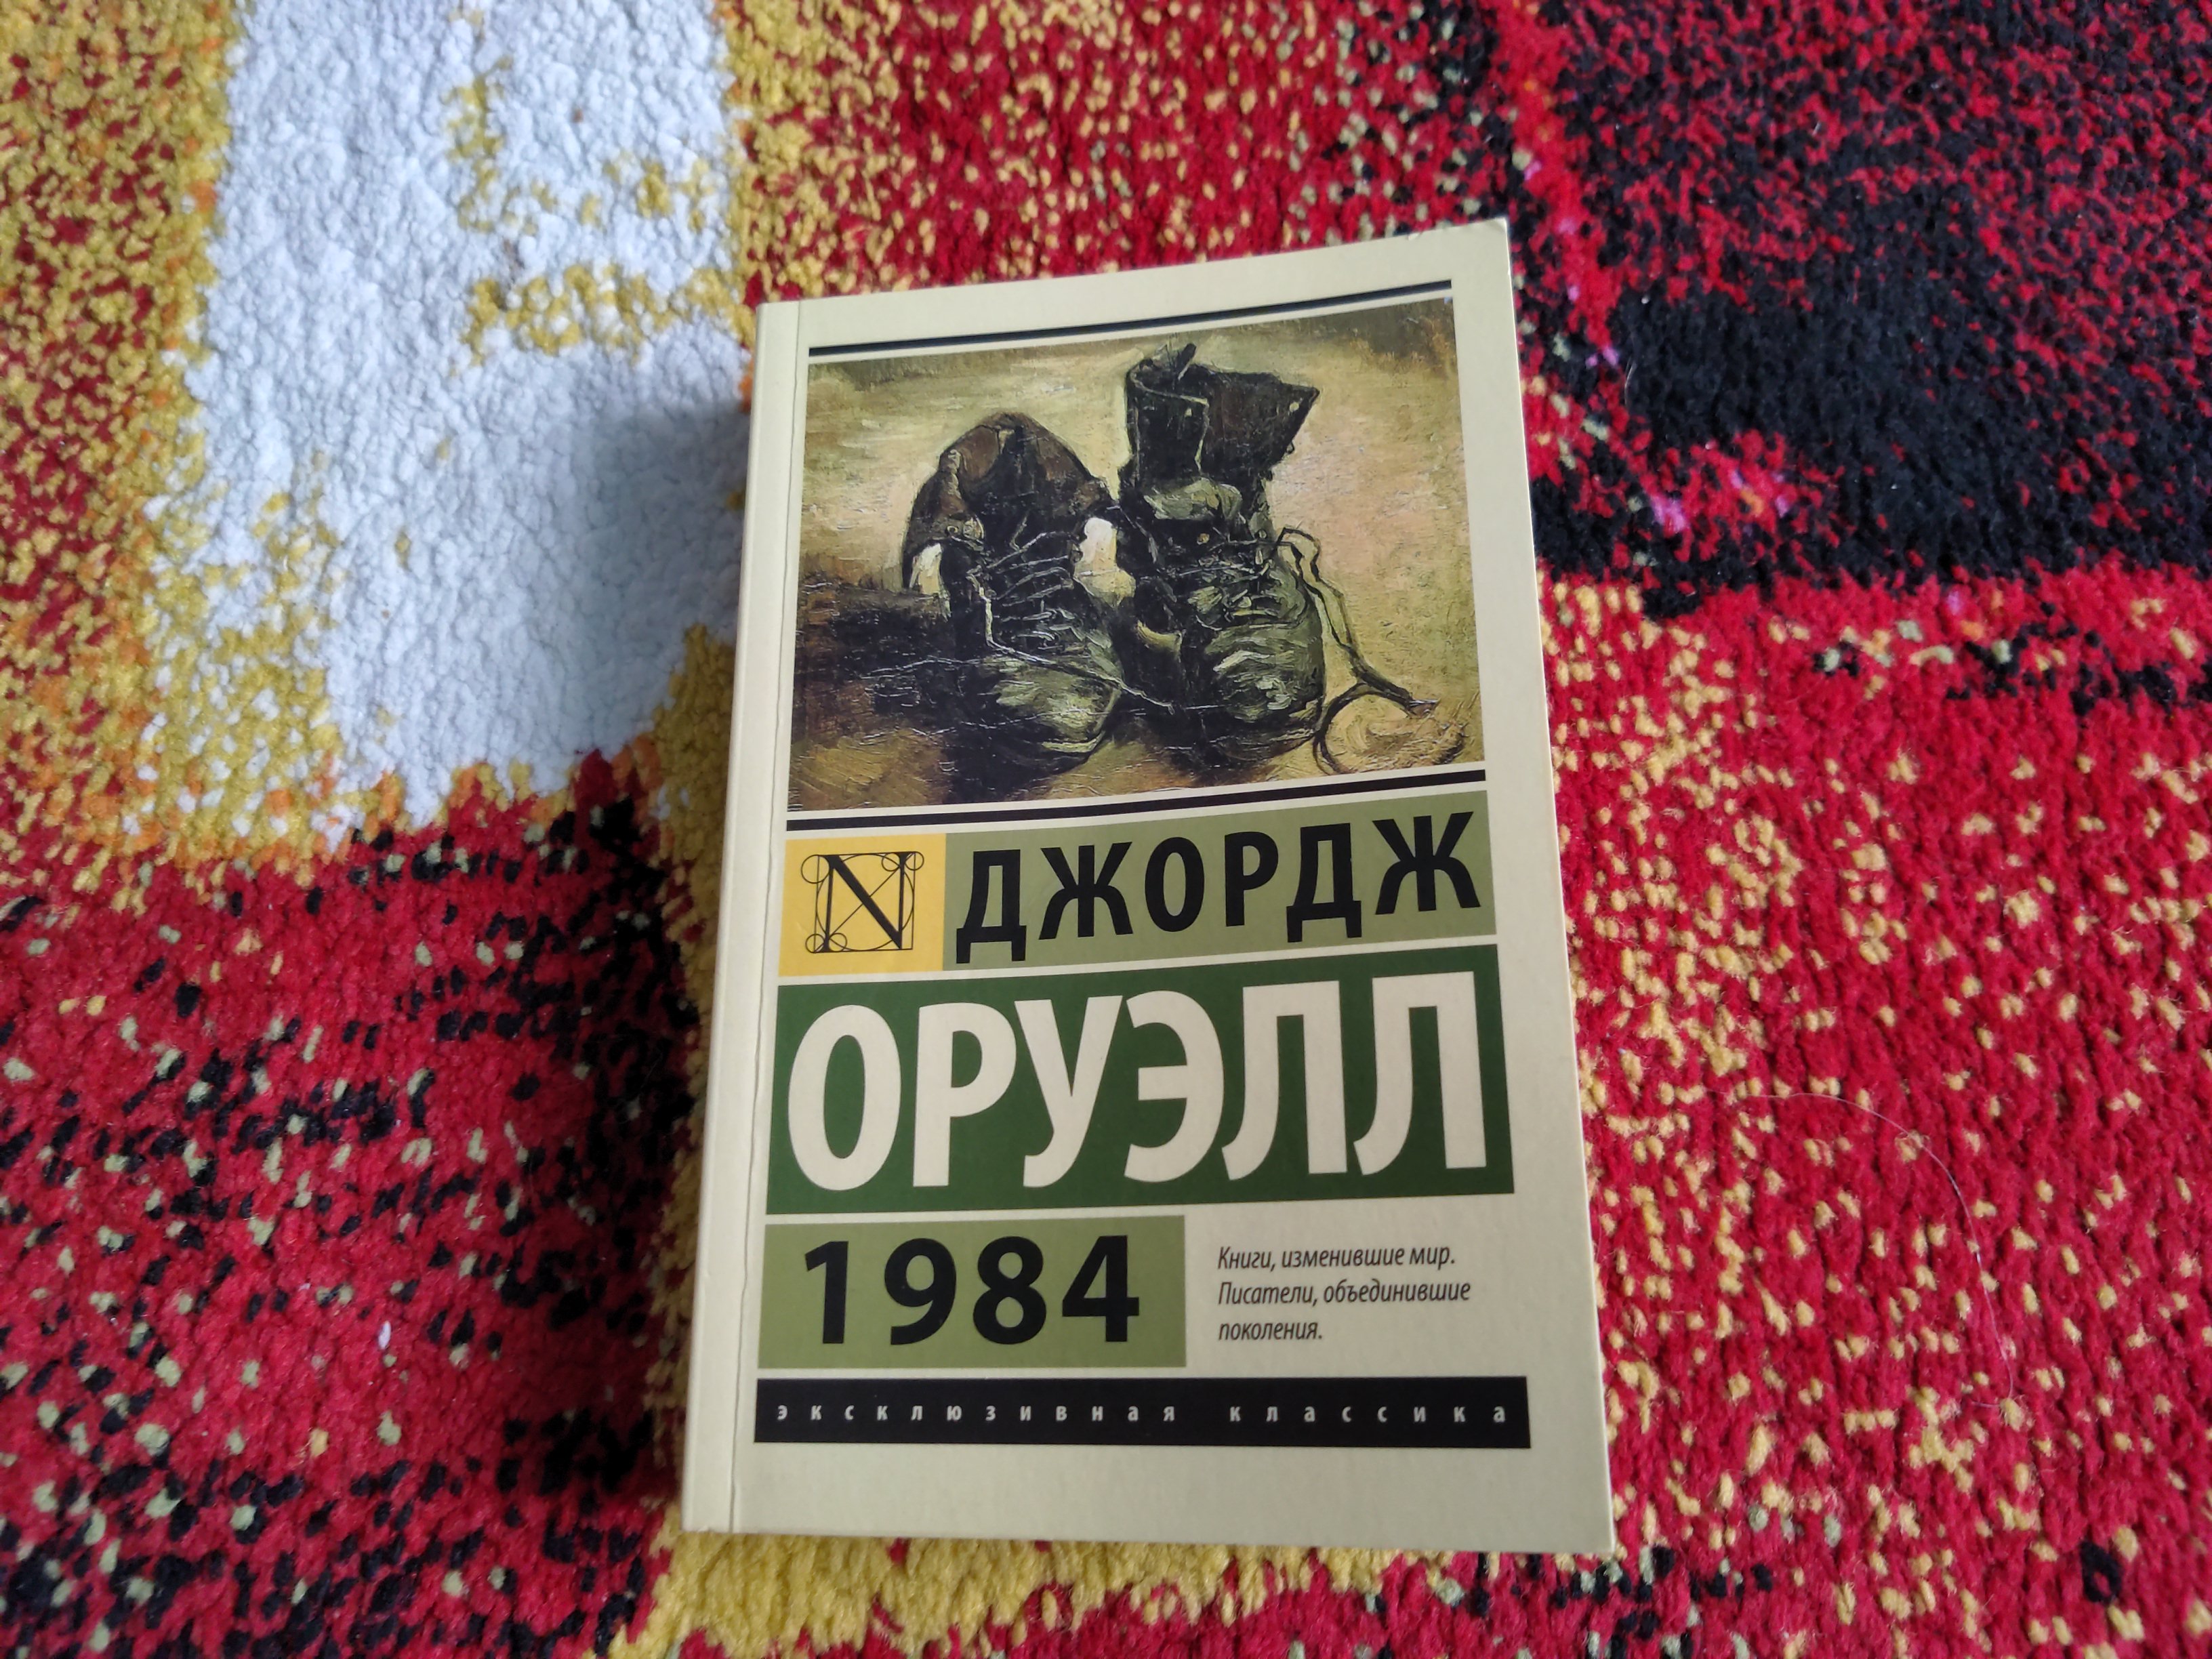 N ДЖОРДЖ
ОРУЭЛЛ
1984
Книги, изменившие мир.
Писатели, объединившие
поколения.
эксклюзивная классика